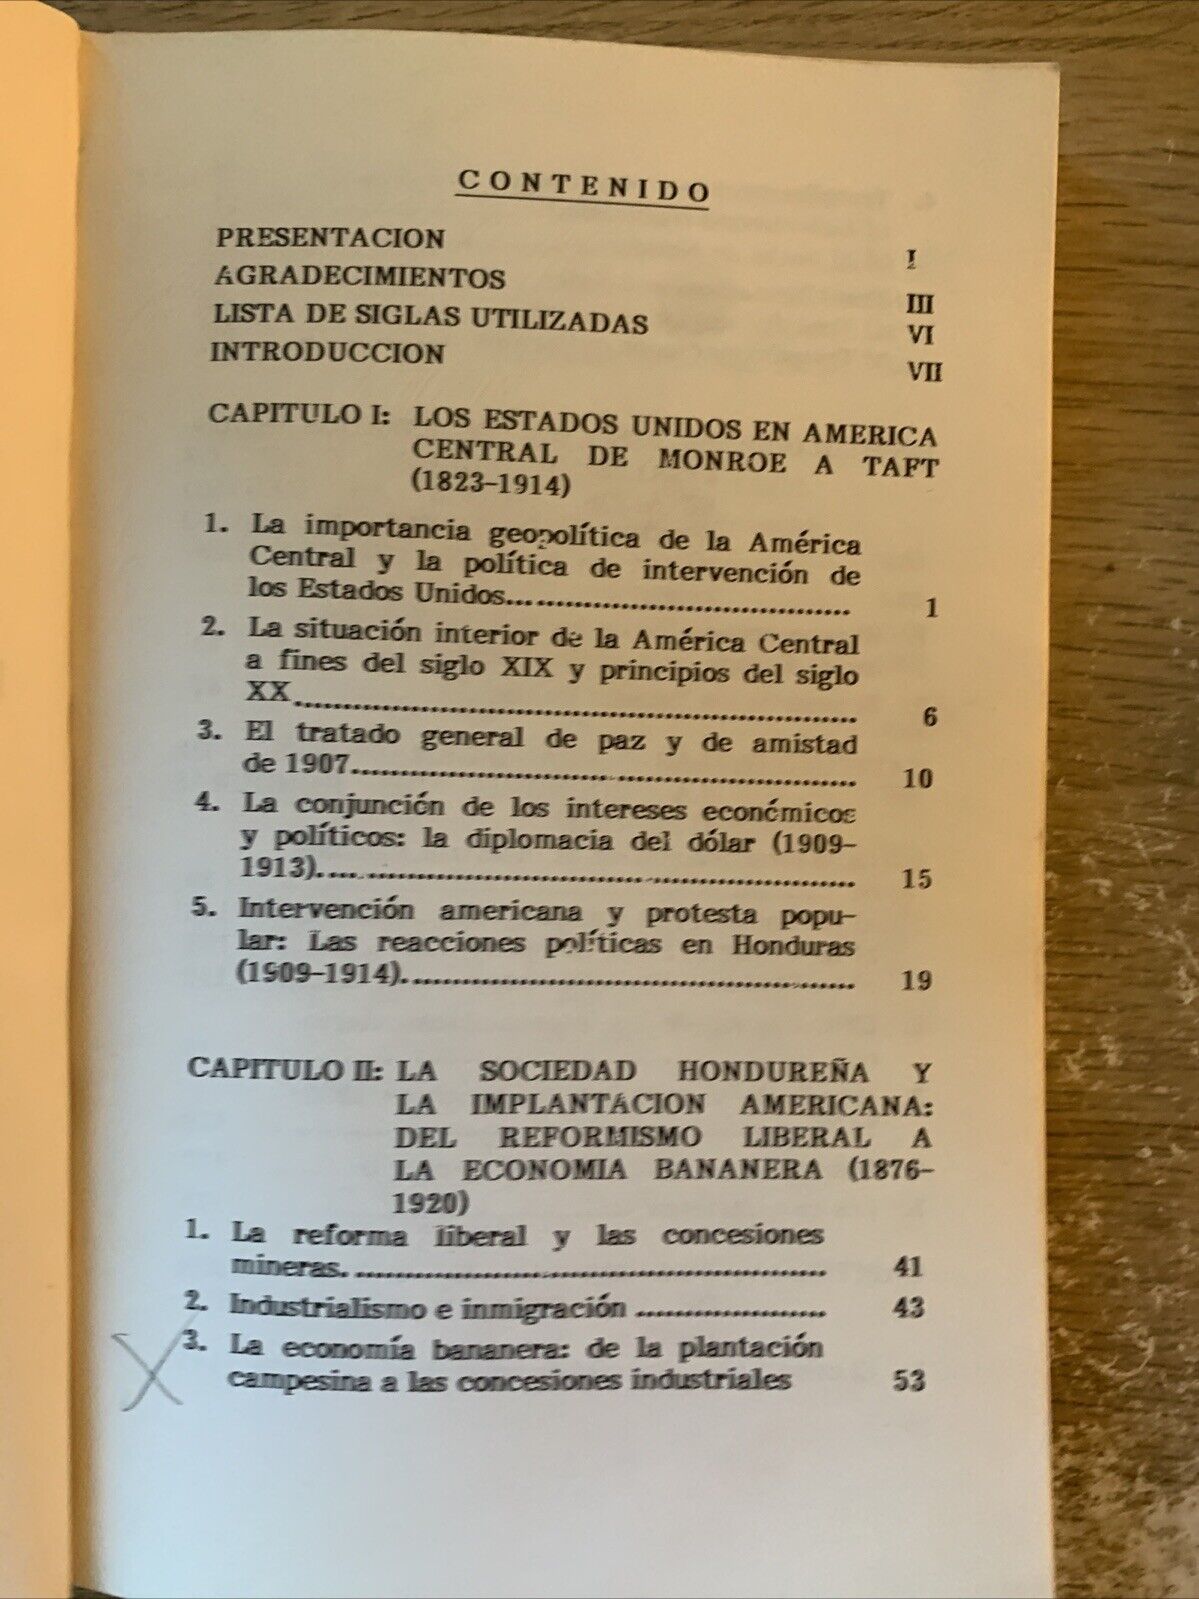 CONTENIDO
PRESENTACION I
AGRADECIMIENTOS III
LISTA DE SIGLAS UTILIZADAS VI
INTRODUCCION VII
CAPITULO I: LOS ESTADOS UNIDOS EN AMERICA
CENTRAL DE MONROE A TAFT
(1823-1914)
1. La importancia geopolítica de la América
Central y la política de intervención de
los Estados Unidos........................................ 1
2. La situación interior de la América Central
a fines del siglo XIX y principios del siglo
XX................................................................ 6
3. El tratado general de paz y de amistad
de 1907......................................................... 10
4. La conjunción de los intereses económicos
y políticos: la diplomacia del dólar (1909-
1913)............................................................. 15
5. Intervención americana y protesta popu-
lar: Las reacciones políticas en Honduras
(1909-1914).................................................... 19
CAPITULO II: LA SOCIEDAD HONDUREÑA Y
LA IMPLANTACION AMERICANA:
DEL REFORMISMO LIBERAL A
LA ECONOMIA BANANERA (1876-
1920)
1. La reforma liberal y las concesiones
mineras........................................................... 41
2. Industrialismo e inmigración ....................... 43
X 3. La economía bananera: de la plantación
campesina a las concesiones industriales 53